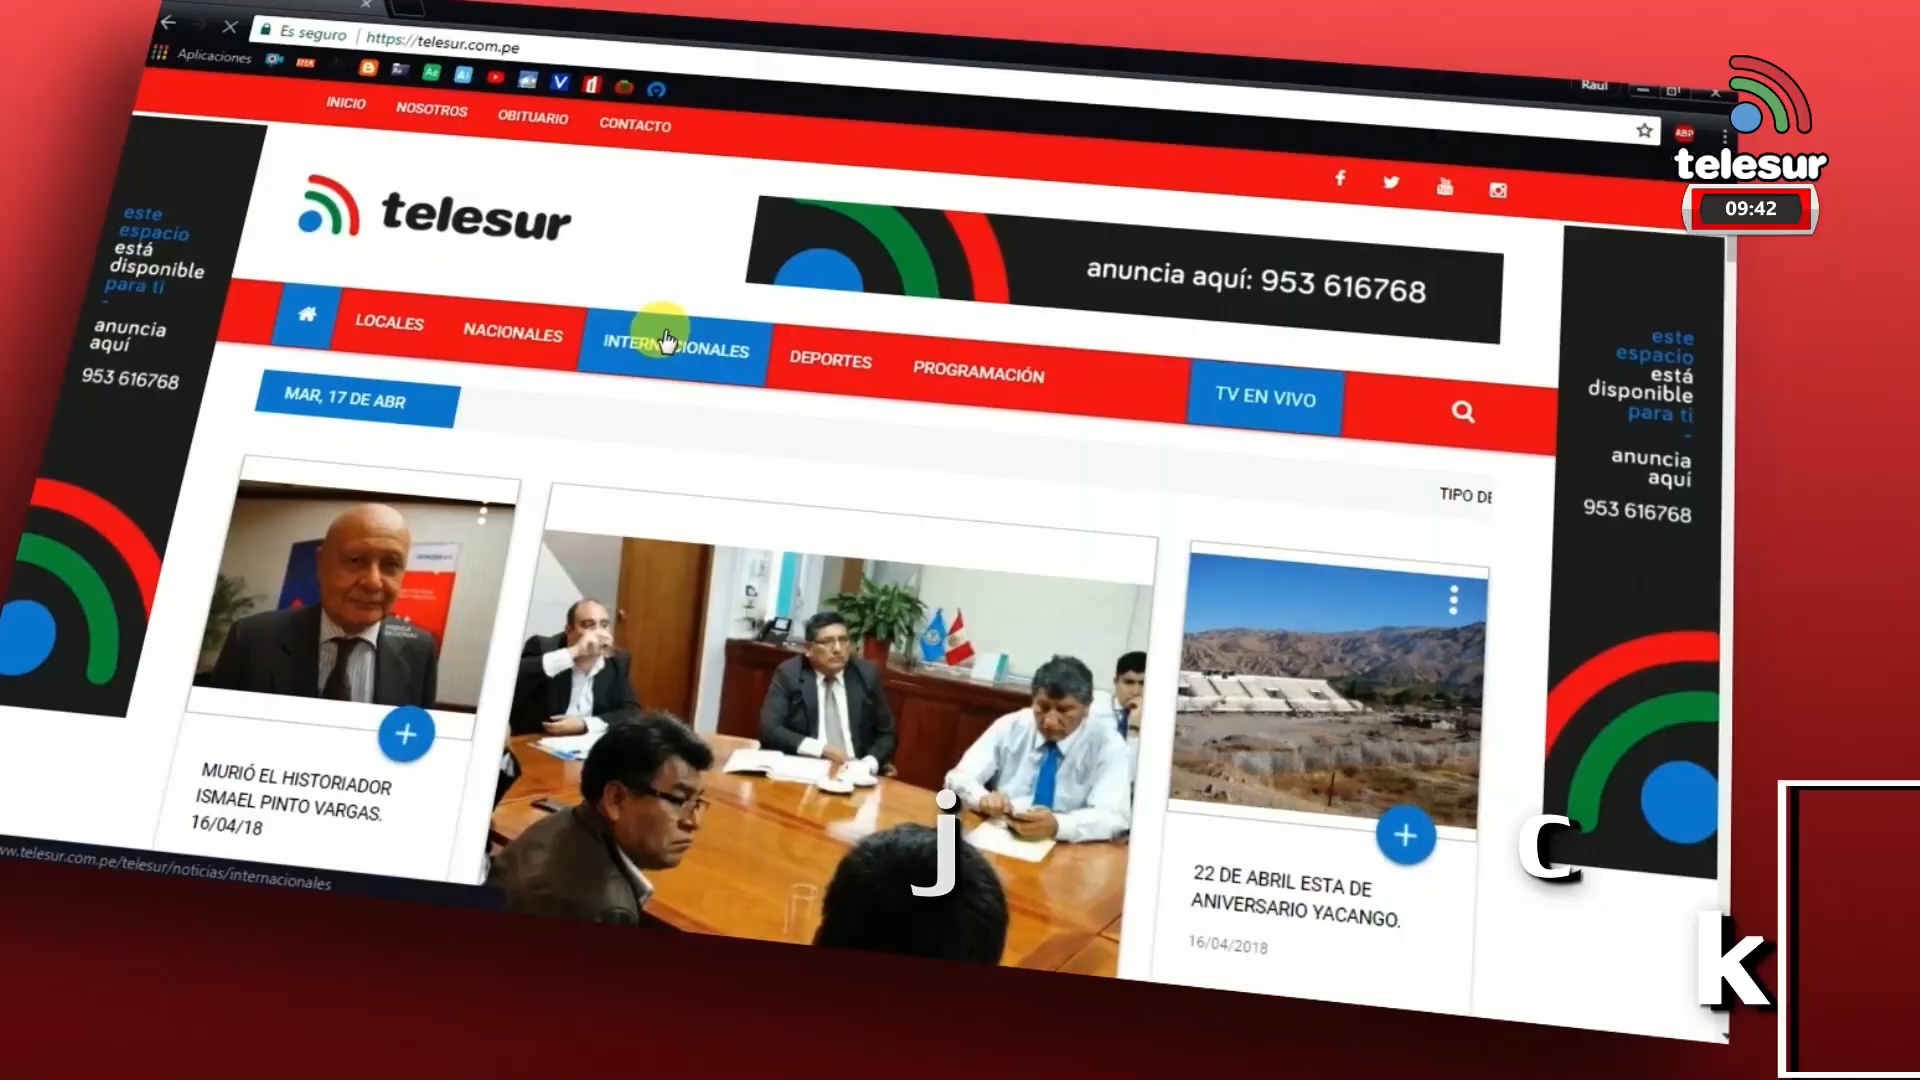 Es seguro
https://telesur.com.pe
Raul
Aplicaciones
ABP
INICIO
NOSOTROS
OBITUARIO
CONTACTO
telesur
09:42
telesur
anuncia aquí: 953 616768
este
espacio
está
disponible
para ti
-
anuncia
aquí
953 616768
LOCALES
NACIONALES
INTERNACIONALES
DEPORTES
PROGRAMACIÓN
TV EN VIVO
este
espacio
está
disponible
para ti
-
anuncia
aquí
953 616768
MAR, 17 DE ABR
TIPO DE
MURIÓ EL HISTORIADOR
ISMAEL PINTO VARGAS.
16/04/18
22 DE ABRIL ESTA DE
ANIVERSARIO YACANGO.
16/04/2018
ww.telesur.com.pe/telesur/noticias/internacionales
j
c
k